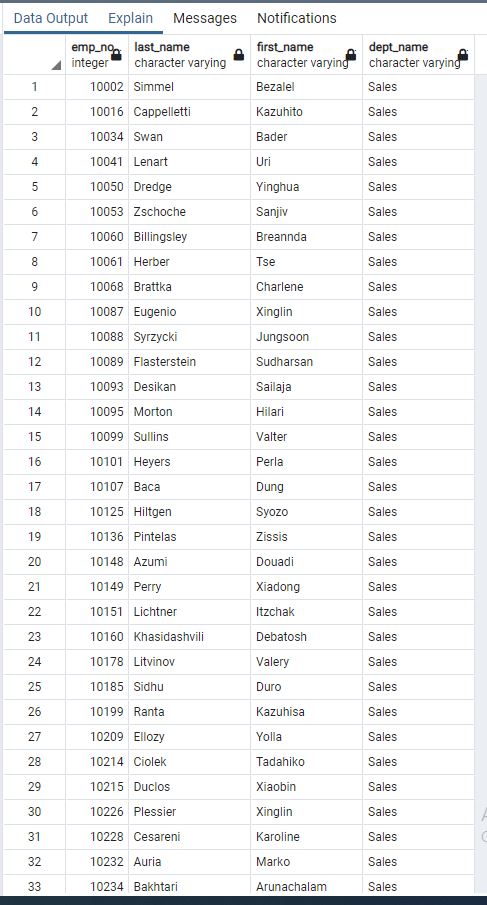 Data Output Explain Messages Notifications
emp_no last_name first_name dept_name
integer character varying character varying character varying
1 10002 Simmel Bezalel Sales
2 10016 Cappelletti Kazuhito Sales
3 10034 Swan Bader Sales
4 10041 Lenart Uri Sales
5 10050 Dredge Yinghua Sales
6 10053 Zschoche Sanjiv Sales
7 10060 Billingsley Breannda Sales
8 10061 Herber Tse Sales
9 10068 Brattka Charlene Sales
10 10087 Eugenio Xinglin Sales
11 10088 Syrzycki Jungsoon Sales
12 10089 Flasterstein Sudharsan Sales
13 10093 Desikan Sailaja Sales
14 10095 Morton Hilari Sales
15 10099 Sullins Valter Sales
16 10101 Heyers Perla Sales
17 10107 Baca Dung Sales
18 10125 Hiltgen Syozo Sales
19 10136 Pintelas Zissis Sales
20 10148 Azumi Douadi Sales
21 10149 Perry Xiadong Sales
22 10151 Lichtner Itzchak Sales
23 10160 Khasidashvili Debatosh Sales
24 10178 Litvinov Valery Sales
25 10185 Sidhu Duro Sales
26 10199 Ranta Kazuhisa Sales
27 10209 Ellozy Yolla Sales
28 10214 Ciolek Tadahiko Sales
29 10215 Duclos Xiaobin Sales
30 10226 Plessier Xinglin Sales
31 10228 Cesareni Karoline Sales
32 10232 Auria Marko Sales
33 10234 Bakhtari Arunachalam Sales